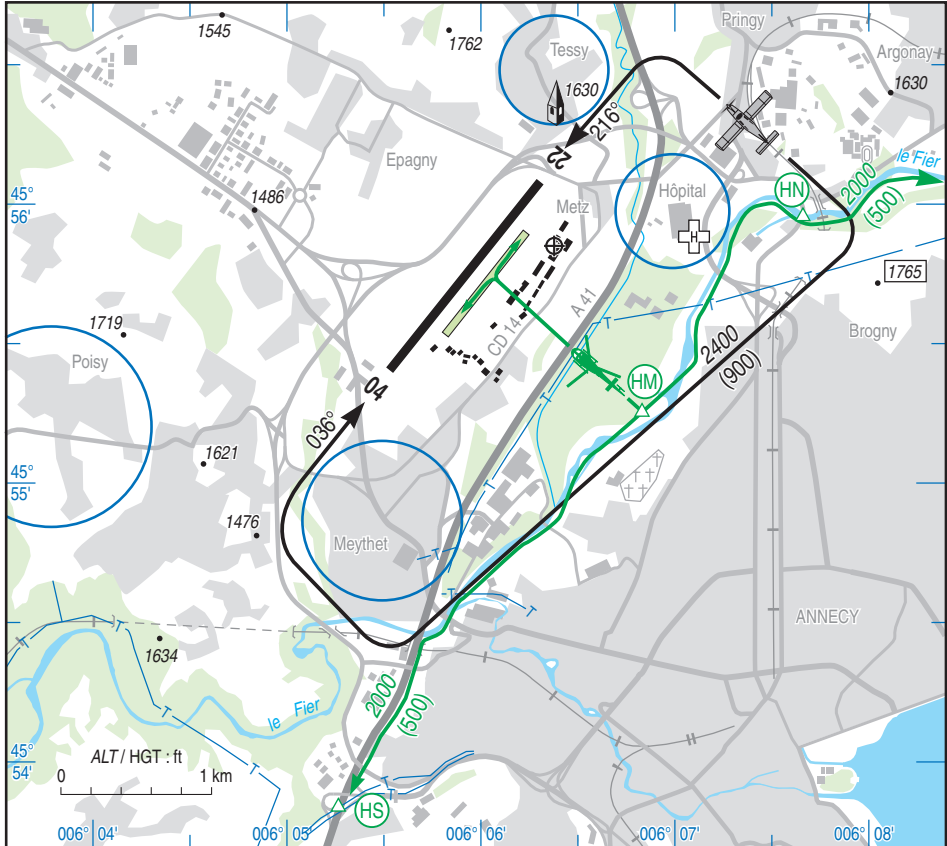 1545
1762
Tessy
1630
Pringy
Argonay
1630
216°
22
Epagny
le Fier
HN
2000
(500)
45°
56'
1486
Metz
Hôpital
H
1765
1719
Poisy
CD 14
A 41
T
T
2400
(900)
Brogny
04
HM
036°
1621
45°
55'
1476
Meythet
T
T
T
T
ANNECY
T
1634
T
T
le Fier
2000
(500)
45°
54'
ALT / HGT : ft
0
1 km
T
T
T
HS
006° 04'
006° 05'
006° 06'
006° 07'
006° 08'